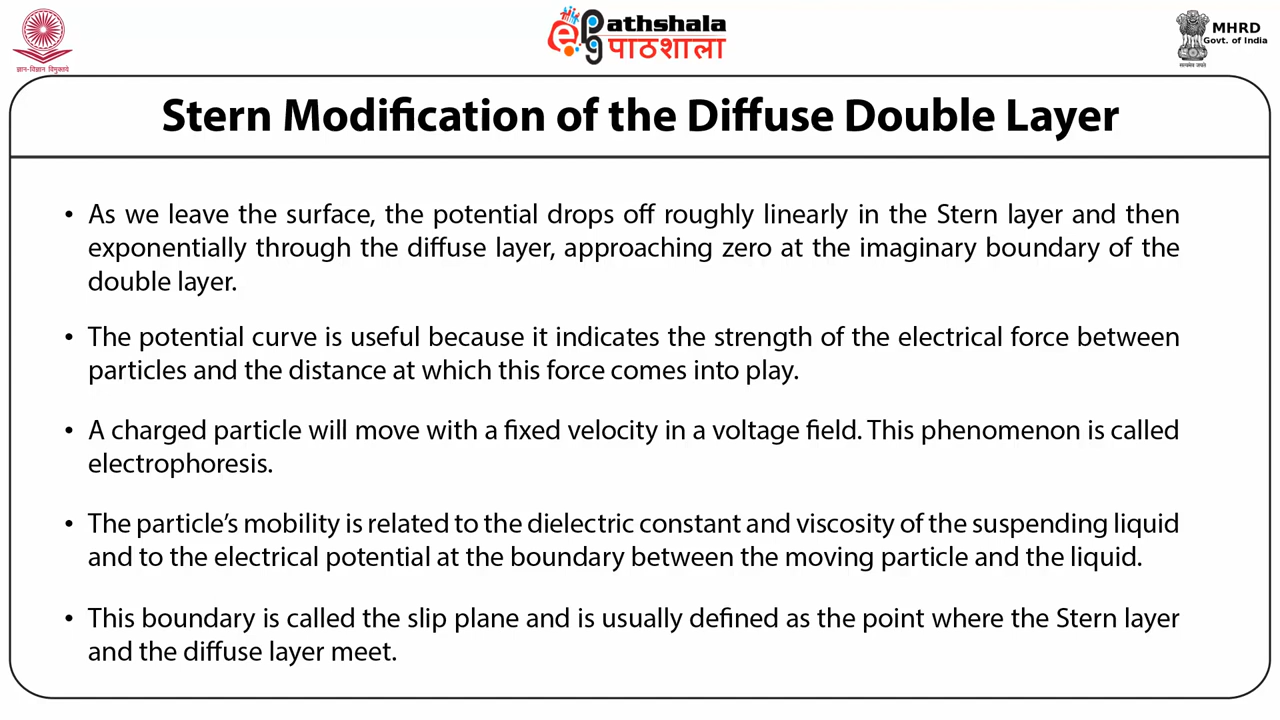 ज्ञान-विज्ञान विमुक्तये
Pathshala
पाठशाला
MHRD
Govt. of India
सत्यमेव जयते
Stern Modification of the Diffuse Double Layer
• As we leave the surface, the potential drops off roughly linearly in the Stern layer and then
exponentially through the diffuse layer, approaching zero at the imaginary boundary of the
double layer.
• The potential curve is useful because it indicates the strength of the electrical force between
particles and the distance at which this force comes into play.
• A charged particle will move with a fixed velocity in a voltage field. This phenomenon is called
electrophoresis.
• The particle’s mobility is related to the dielectric constant and viscosity of the suspending liquid
and to the electrical potential at the boundary between the moving particle and the liquid.
• This boundary is called the slip plane and is usually defined as the point where the Stern layer
and the diffuse layer meet.